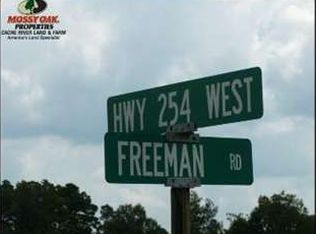 MOSSY OAK.
PROPERTIES
CACHE RIVER LAND & FARM
America's Land Specialist
HWY 254 WEST
FREEMAN RD